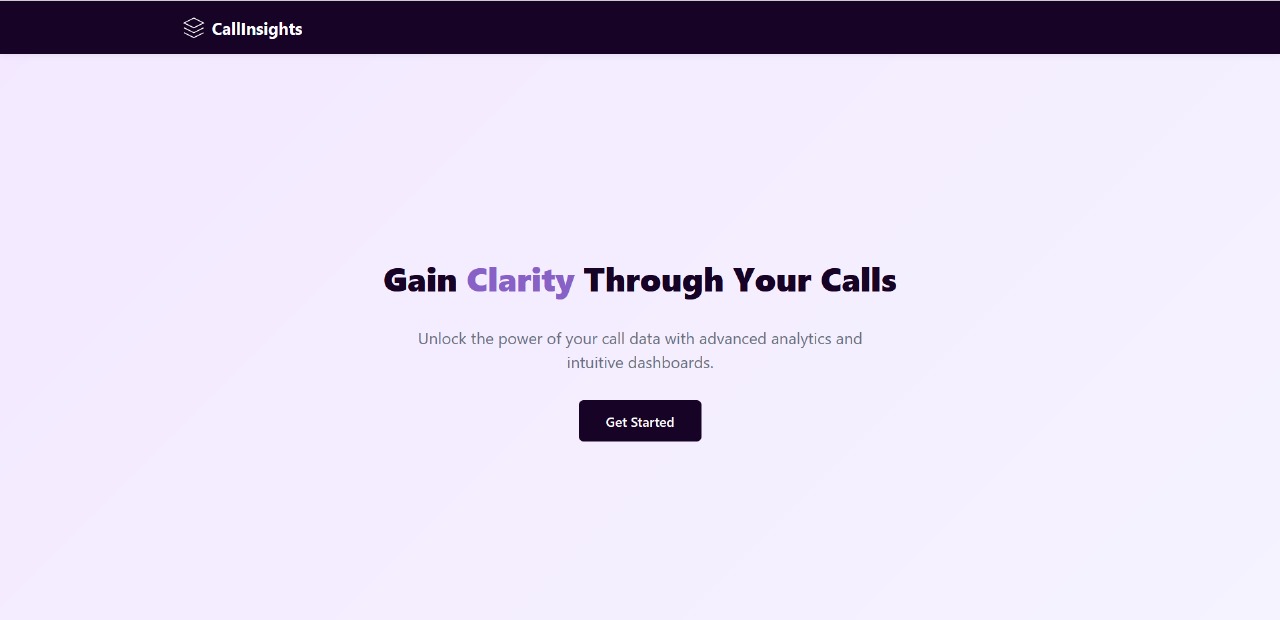 CallInsights
Gain Clarity Through Your Calls
Unlock the power of your call data with advanced analytics and
intuitive dashboards.
Get Started